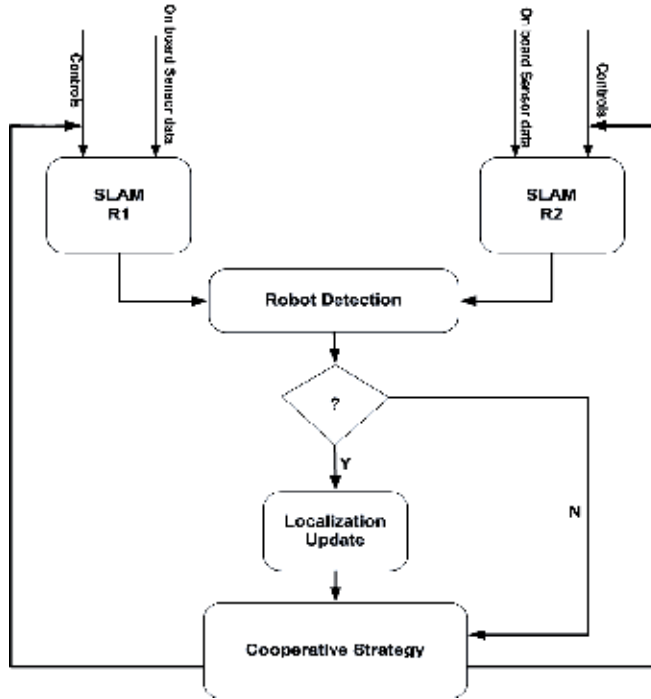 Controls
On board Sensor data
On board Sensor data
Controls
SLAM
R1
SLAM
R2
Robot Detection
?
Y
N
Localization
Update
Cooperative Strategy